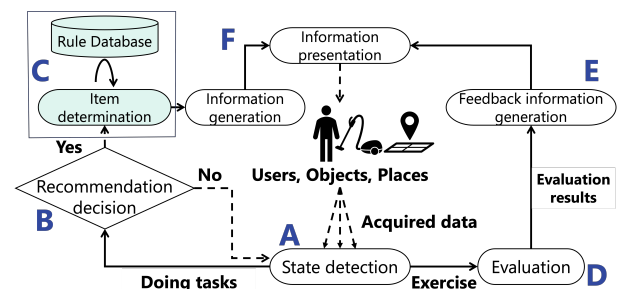 Rule Database
C
Item
determination
F
Information
presentation
Information
generation
E
Feedback information
generation
Yes
No
Recommendation
decision
B
Users, Objects, Places
Acquired data
Evaluation
results
A
State detection
Doing tasks
Exercise
Evaluation
D